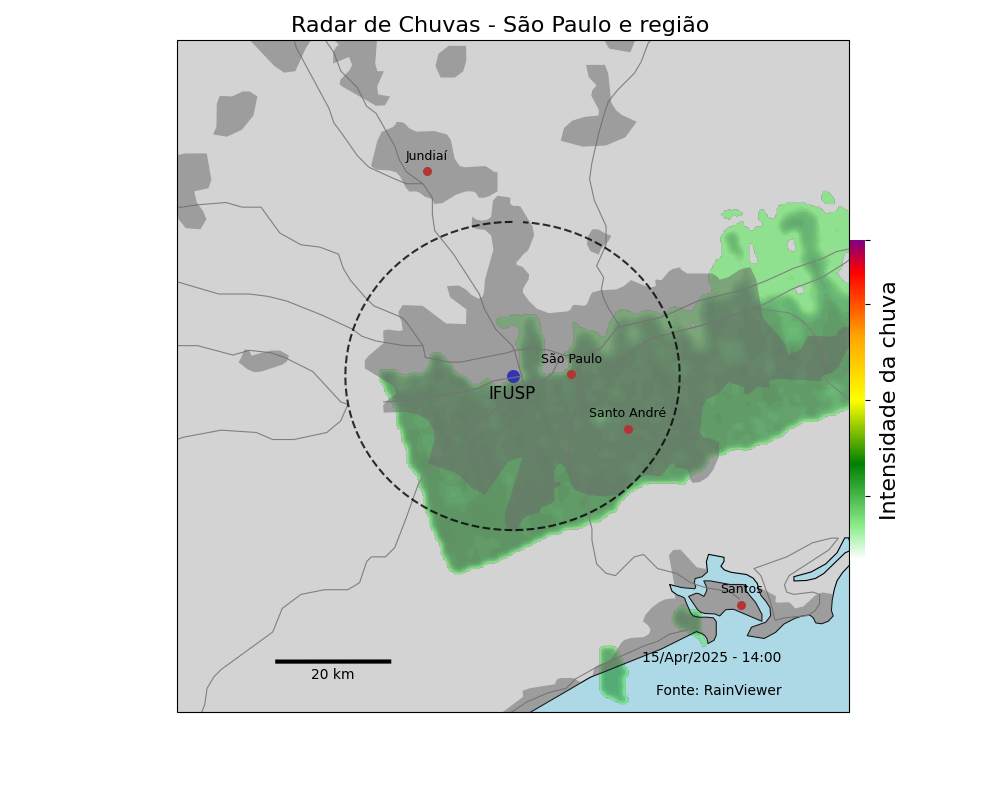 Radar de Chuvas - São Paulo e região
Jundiaí
São Paulo
IFUSP
Santo André
Intensidade da chuva
Santos
15/Apr/2025 - 14:00
20 km
Fonte: RainViewer